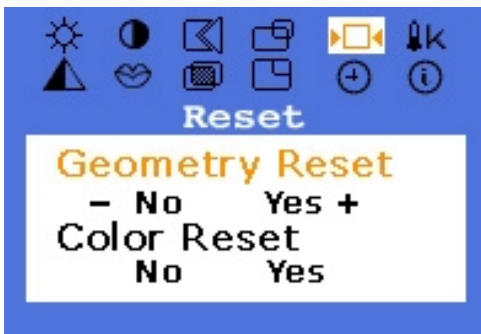 k
i
Reset
Geometry Reset
– No Yes +
Color Reset
No Yes